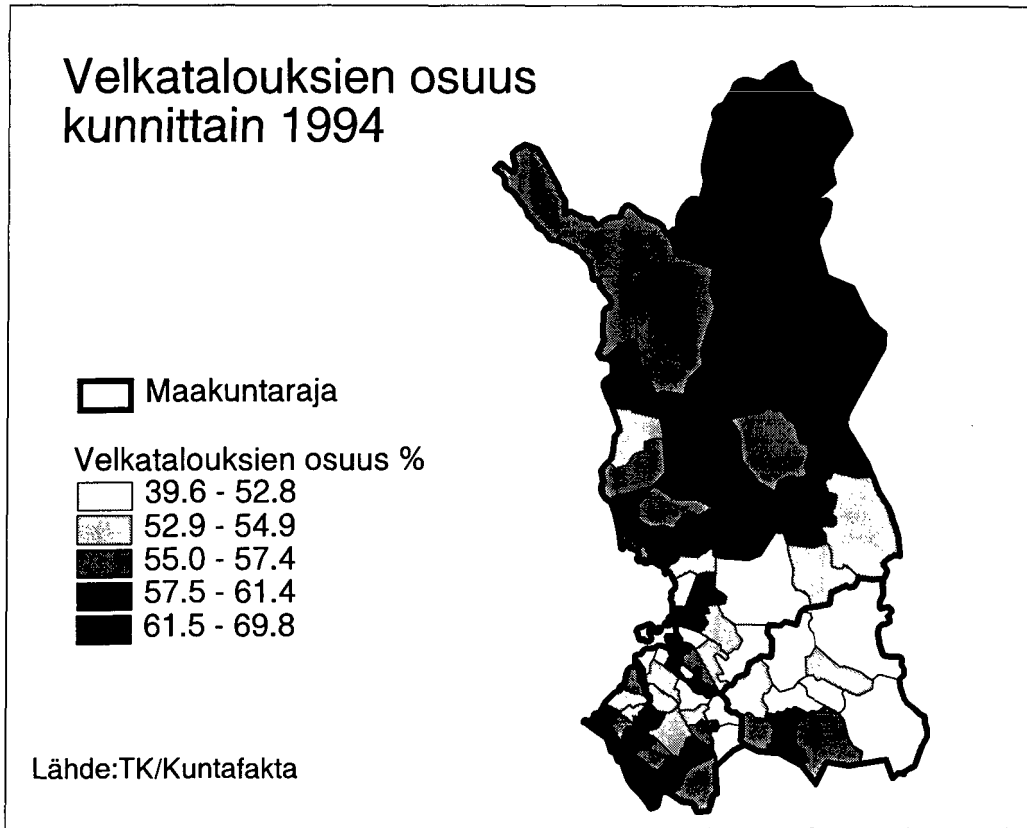 Velkatalouksien osuus
kunnittain 1994
Maakuntaraja
Velkatalouksien osuus %
39.6 - 52.8
52.9 - 54.9
55.0 - 57.4
57.5 - 61.4
61.5 - 69.8
Lähde:TK/Kuntafakta